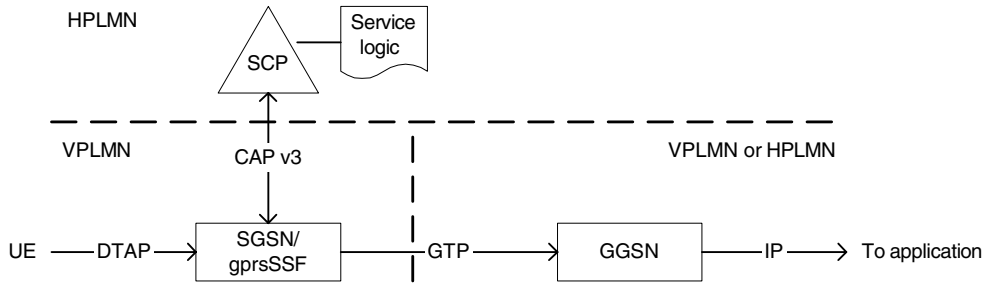 HPLMN
Service
logic
SCP
VPLMN
CAP v3
VPLMN or HPLMN
UE
DTAP
SGSN/
gprsSSF
GTP
GGSN
IP
To application